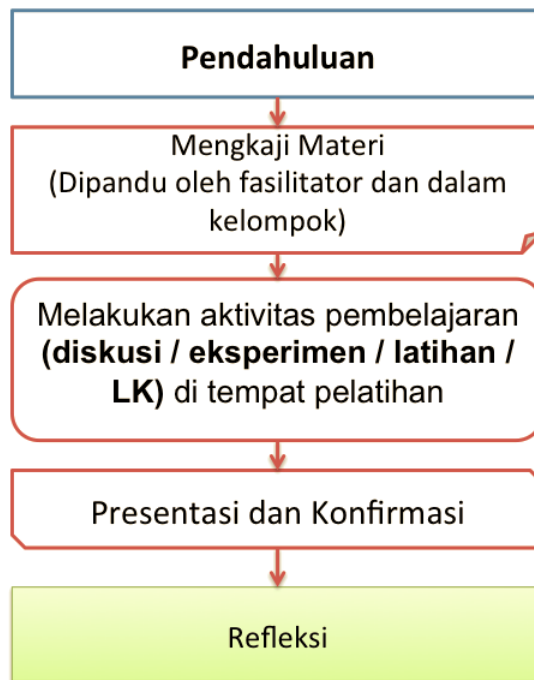 Pendahuluan
Mengkaji Materi
(Dipandu oleh fasilitator dan dalam
kelompok)
Melakukan aktivitas pembelajaran
(diskusi / eksperimen / latihan /
LK) di tempat pelatihan
Presentasi dan Konfirmasi
Refleksi